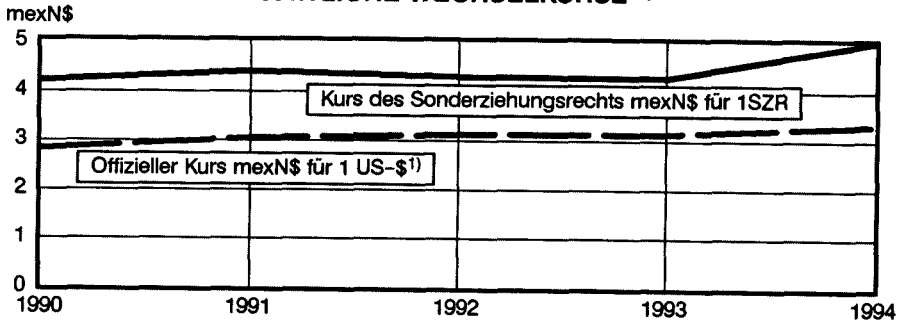 mexN$
5
4
Kurs des Sonderziehungsrechts mexN$ für 1SZR
3
Offizieller Kurs mexN$ für 1 US-$¹⁾
2
1
0
1990 1991 1992 1993 1994